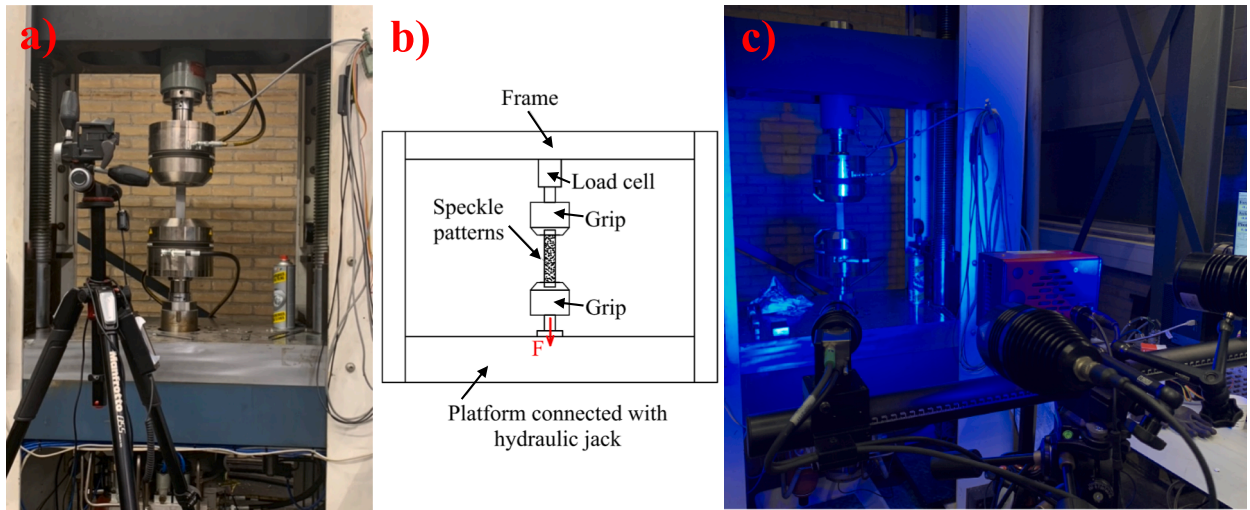 a)
b)
c)
Frame
Load cell
Speckle
patterns
Grip
Grip
F
Platform connected with
hydraulic jack
Manfrotto